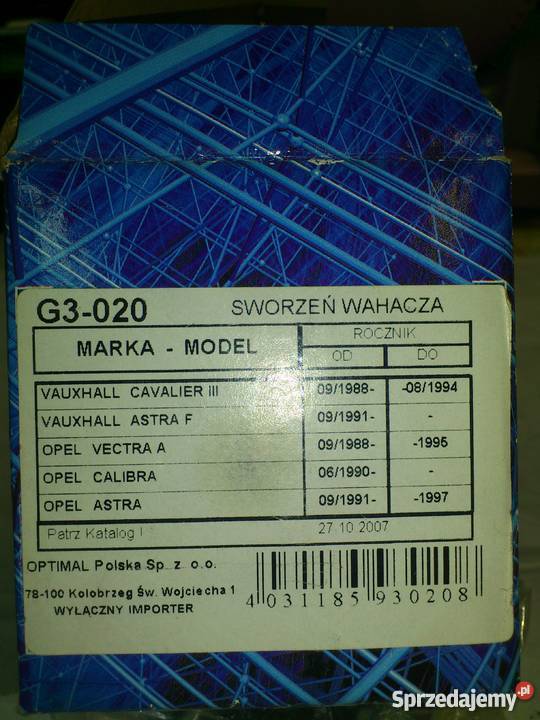 G3-020 SWORZEŃ WAHACZA
MARKA - MODEL ROCZNIK
OD DO
VAUXHALL CAVALIER III 09/1988- -08/1994
VAUXHALL ASTRA F 09/1991- -
OPEL VECTRA A 09/1988- -1995
OPEL CALIBRA 06/1990- -
OPEL ASTRA 09/1991- -1997
Patrz Katalog ! 27.10.2007
OPTIMAL Polska Sp. z o.o.
78-100 Kolobrzeg Św. Wojciecha 1
WYŁĄCZNY IMPORTER
4 031185 930208
Sprzedajemy.pl